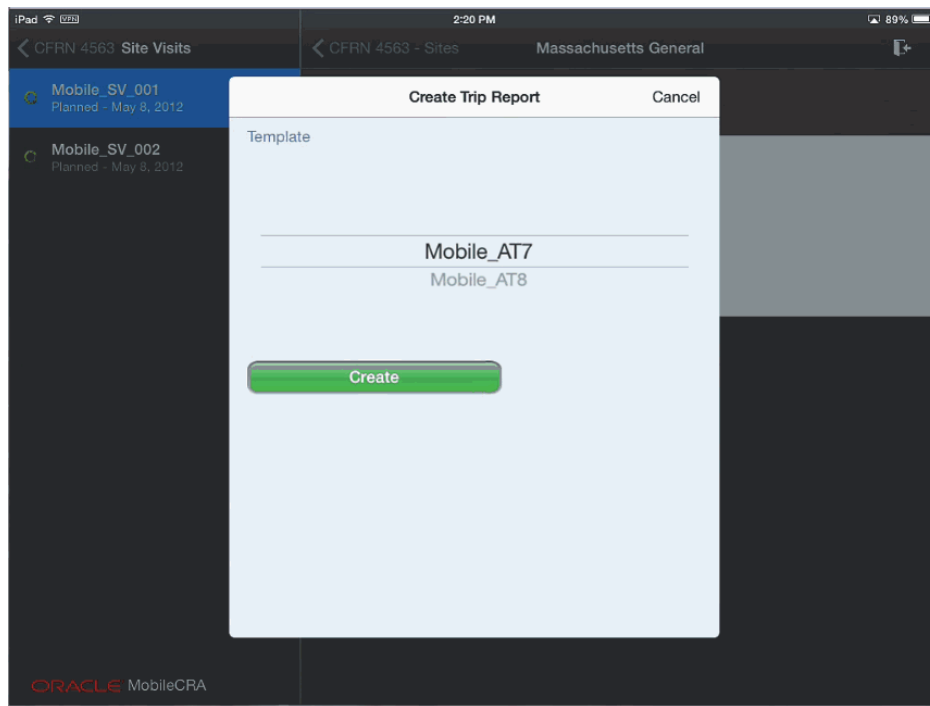 iPad VPN 2:20 PM 89%
CFRN 4563 Site Visits
CFRN 4563 - Sites Massachusetts General
Mobile_SV_001
Planned - May 8, 2012
Mobile_SV_002
Planned - May 8, 2012
Create Trip Report Cancel
Template
Mobile_AT7
Mobile_AT8
Create
ORACLE MobileCRA